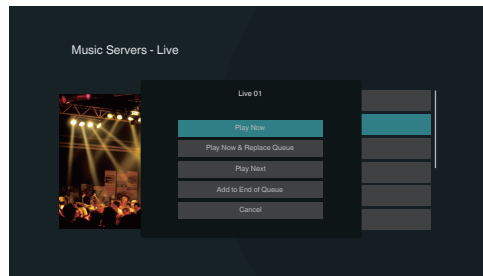 Music Servers - Live
Live 01
Play Now
Play Now & Replace Queue
Play Next
Add to End of Queue
Cancel